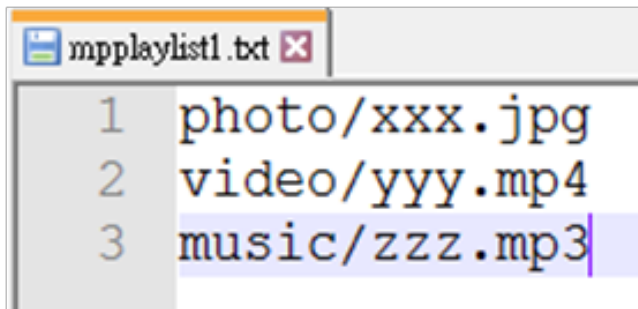 mpplaylist1.txt
1 photo/xxx.jpg
2 video/yyy.mp4
3 music/zzz.mp3